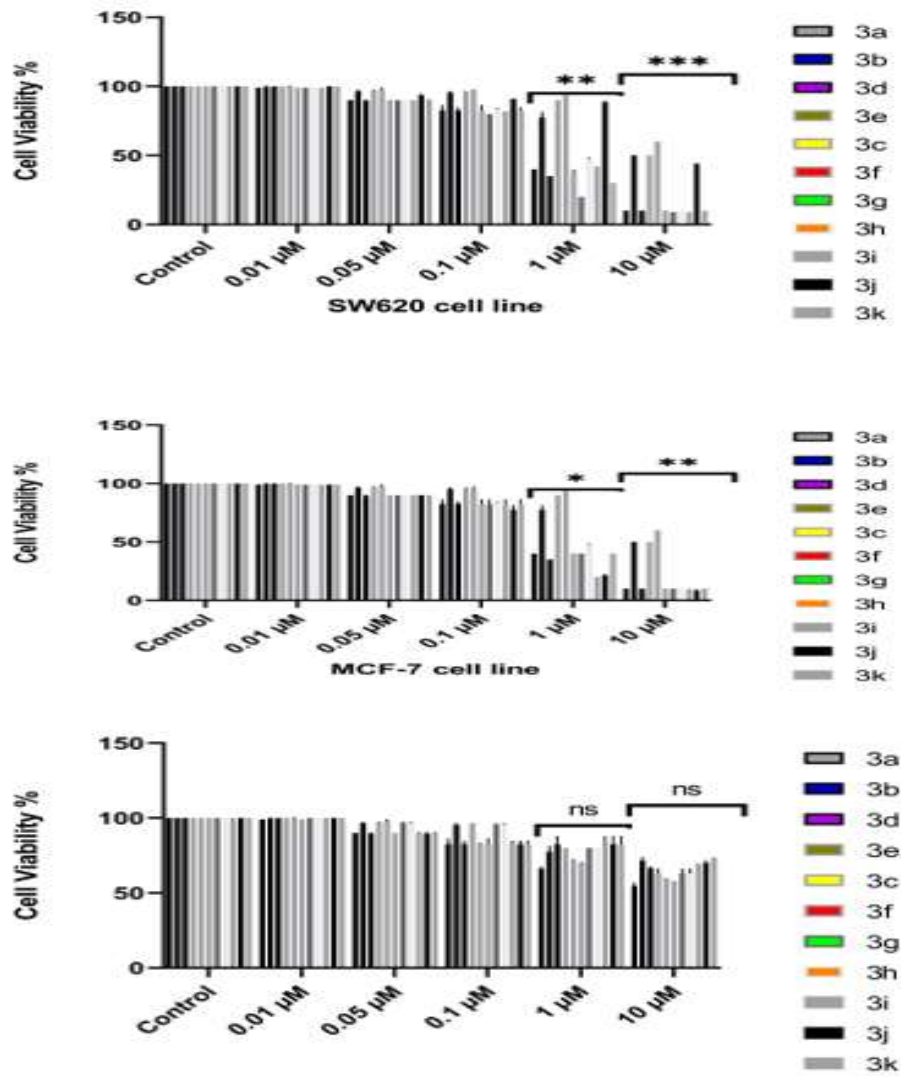 Cell Viability %
150
100
50
0
** ***
Control 0.01 µM 0.05 µM 0.1 µM 1 µM 10 µM
SW620 cell line
3a
3b
3d
3e
3c
3f
3g
3h
3i
3j
3k
Cell Viability %
150
100
50
0
* **
Control 0.01 µM 0.05 µM 0.1 µM 1 µM 10 µM
MCF-7 cell line
3a
3b
3d
3e
3c
3f
3g
3h
3i
3j
3k
Cell Viability %
150
100
50
0
ns ns
Control 0.01 µM 0.05 µM 0.1 µM 1 µM 10 µM
3a
3b
3d
3e
3c
3f
3g
3h
3i
3j
3k